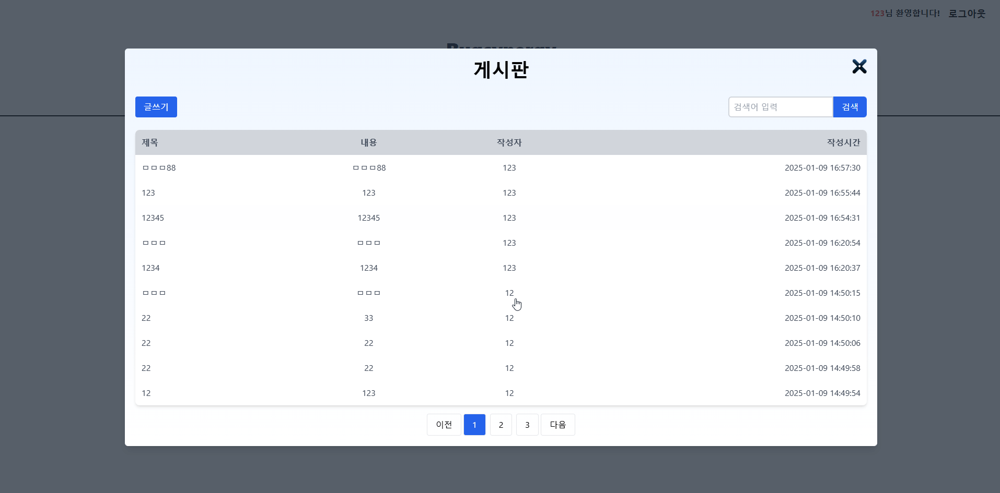 123님 환영합니다! 로그아웃
게시판
글쓰기 검색어 입력 검색
제목 내용 작성자 작성시간
ㅁㅁㅁ88 ㅁㅁㅁ88 123 2025-01-09 16:57:30
123 123 123 2025-01-09 16:55:44
12345 12345 123 2025-01-09 16:54:31
ㅁㅁㅁ ㅁㅁㅁ 123 2025-01-09 16:20:54
1234 1234 123 2025-01-09 16:20:37
ㅁㅁㅁ ㅁㅁㅁ 12 2025-01-09 14:50:15
22 33 12 2025-01-09 14:50:10
22 22 12 2025-01-09 14:50:06
22 22 12 2025-01-09 14:49:58
12 123 12 2025-01-09 14:49:54
이전 1 2 3 다음